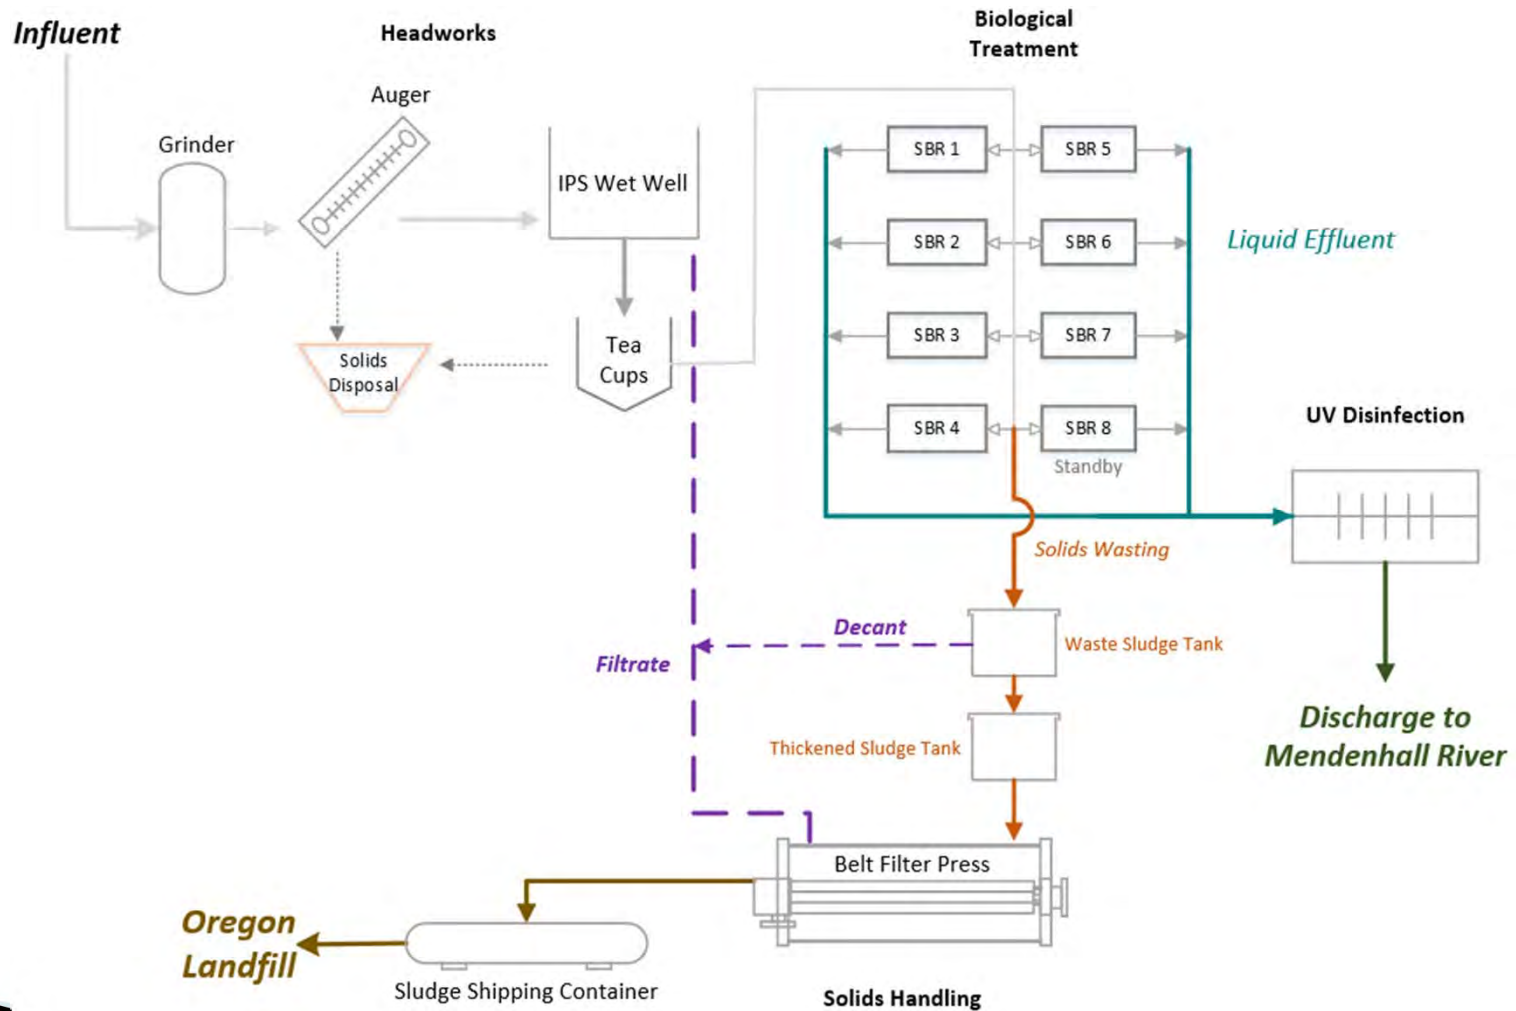 Influent
Headworks
Biological
Treatment
Auger
Grinder
IPS Wet Well
SBR 1
SBR 5
SBR 2
SBR 6
Liquid Effluent
Tea
Cups
Solids
Disposal
SBR 3
SBR 7
SBR 4
SBR 8
Standby
UV Disinfection
Solids Wasting
Decant
Waste Sludge Tank
Filtrate
Discharge to
Mendenhall River
Thickened Sludge Tank
Belt Filter Press
Oregon
Landfill
Sludge Shipping Container
Solids Handling